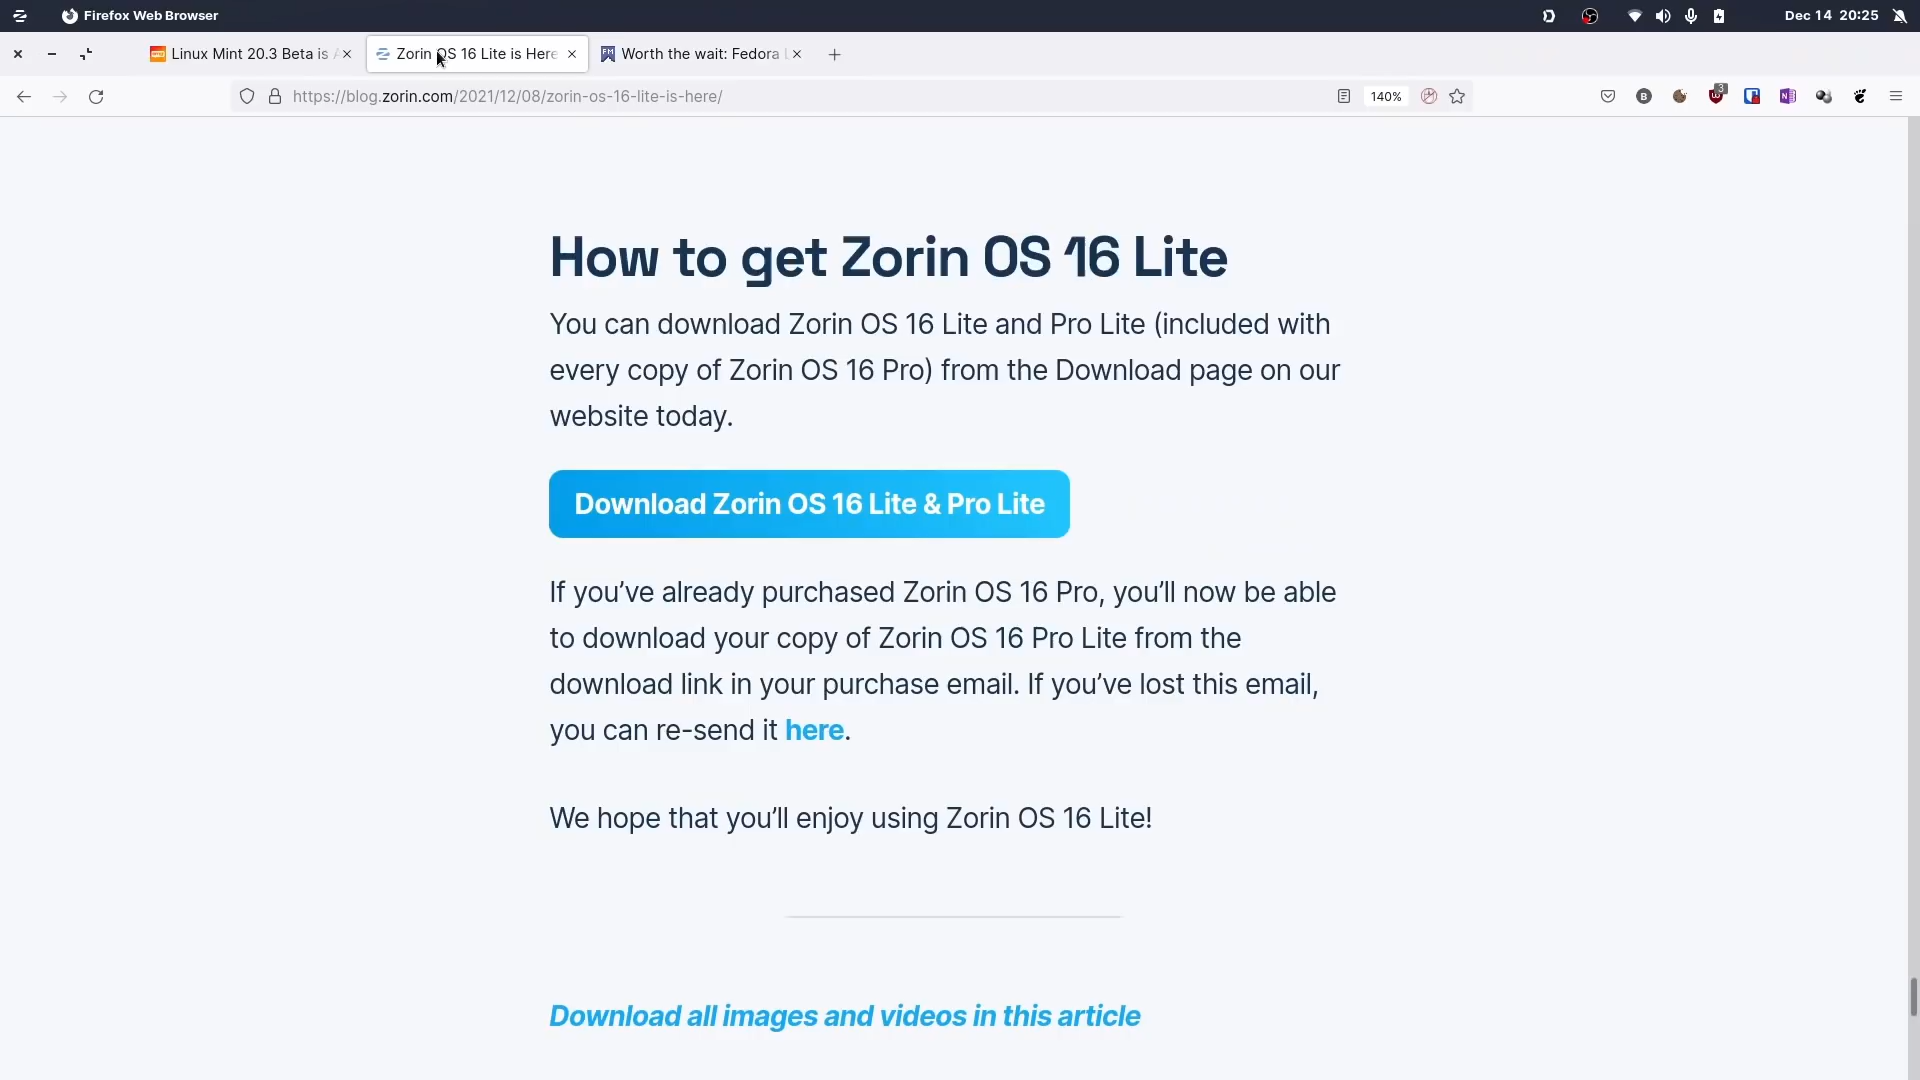 Firefox Web Browser
Dec 14 20:25
Linux Mint 20.3 Beta is
Zorin OS 16 Lite is Here
Worth the wait: Fedora
https://blog.zorin.com/2021/12/08/zorin-os-16-lite-is-here/
140%
B
3
N
How to get Zorin OS 16 Lite
You can download Zorin OS 16 Lite and Pro Lite (included with
every copy of Zorin OS 16 Pro) from the Download page on our
website today.
Download Zorin OS 16 Lite & Pro Lite
If you’ve already purchased Zorin OS 16 Pro, you’ll now be able
to download your copy of Zorin OS 16 Pro Lite from the
download link in your purchase email. If you’ve lost this email,
you can re-send it here.
We hope that you’ll enjoy using Zorin OS 16 Lite!
Download all images and videos in this article